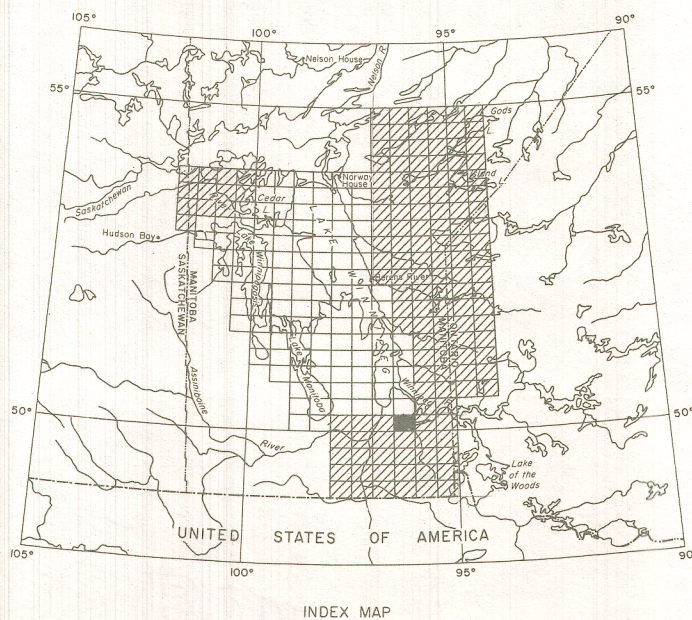 105°
100°
95°
90°
Nelson House
Nelson R.
55°
55°
Gods
L.
Norway
House
Island
L.
River
Cedar
L.
Saskatchewan
Hudson Bay
LAKE WINNIPEG
Lake
Winnipegosis
MANITOBA
SASKATCHEWAN
Berens River
ONTARIO
MANITOBA
Lake Manitoba
Winnipeg
Assiniboine
River
50°
50°
Lake
of the
Woods
UNITED STATES OF AMERICA
105°
100°
95°
90
INDEX MAP